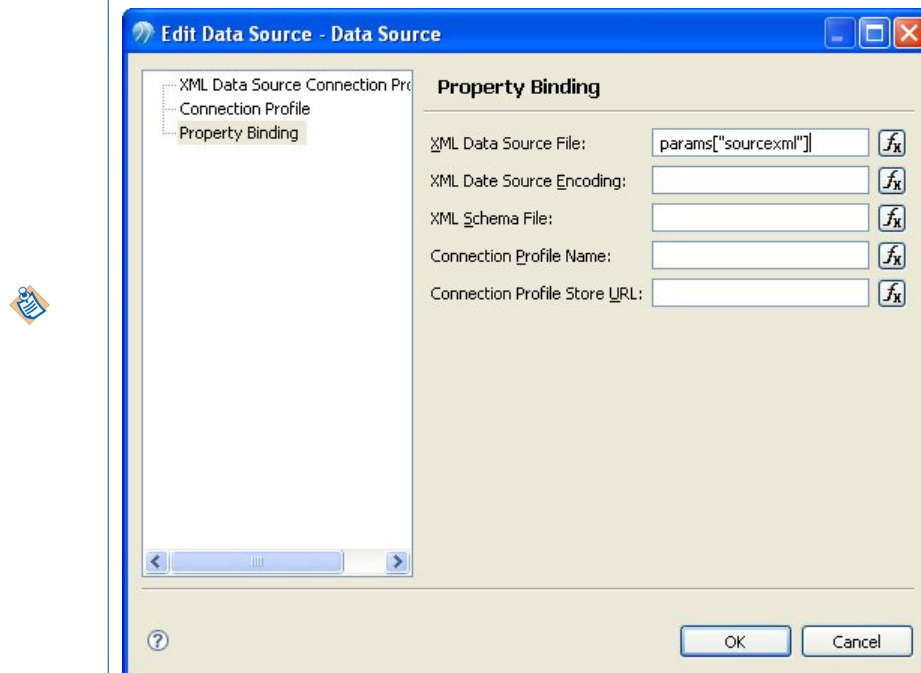 Edit Data Source - Data Source
XML Data Source Connection Pro
Connection Profile
Property Binding
Property Binding
XML Data Source File: params["sourcexml"]
XML Date Source Encoding:
XML Schema File:
Connection Profile Name:
Connection Profile Store URL:
OK Cancel